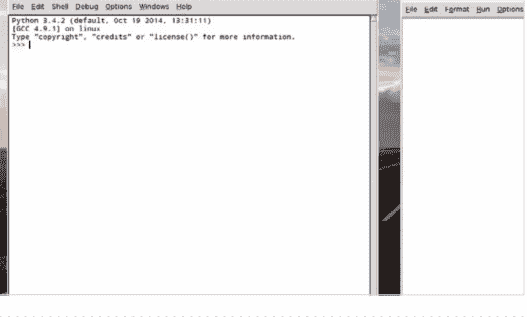 File Edit Shell Debug Options Windows Help
Python 3.4.2 (default, Oct 19 2014, 13:31:11)
[GCC 4.9.1] on linux
Type "copyright", "credits" or "license()" for more information.
>>>
File Edit Format Run Options